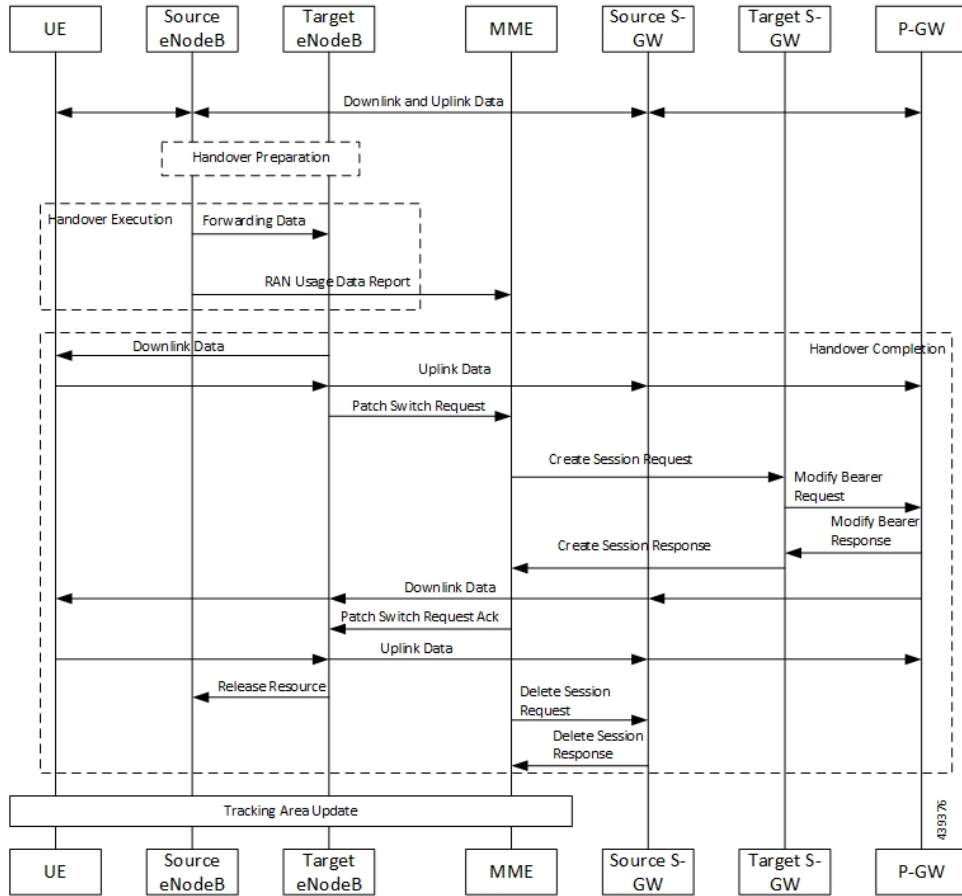 UE
Source
eNodeB
Target
eNodeB
MME
Source S-
GW
Target S-
GW
P-GW
Downlink and Uplink Data
Handover Preparation
Handover Execution
Forwarding Data
RAN Usage Data Report
Downlink Data
Handover Completion
Uplink Data
Patch Switch Request
Create Session Request
Modify Bearer
Request
Modify Bearer
Response
Create Session Response
Downlink Data
Patch Switch Request Ack
Uplink Data
Release Resource
Delete Session
Request
Delete Session
Response
Tracking Area Update
439376
UE
Source
eNodeB
Target
eNodeB
MME
Source S-
GW
Target S-
GW
P-GW